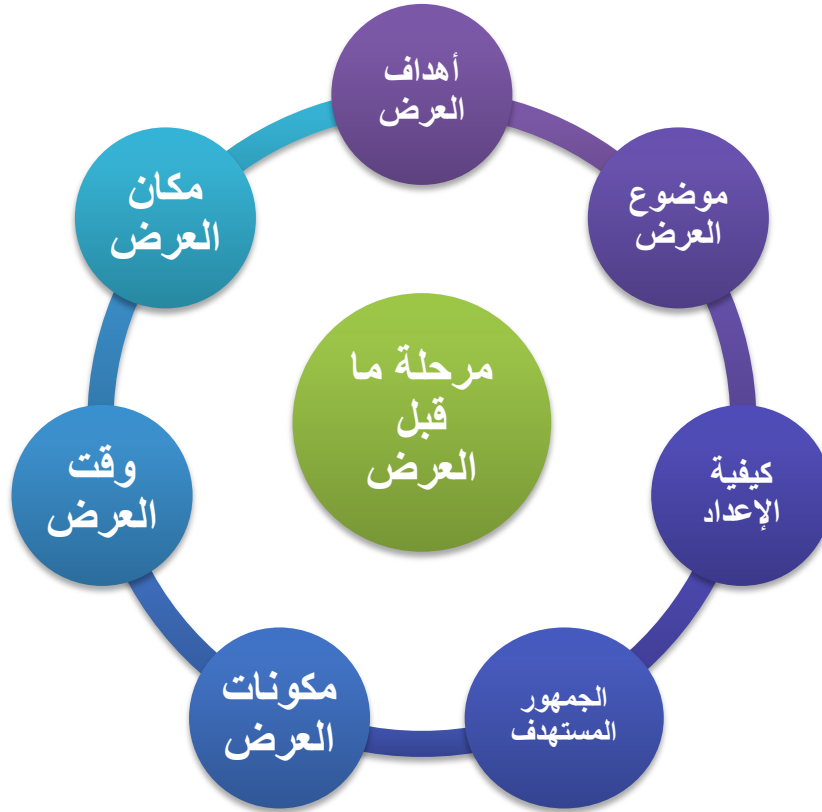 أهداف
العرض
موضوع
العرض
كيفية
الإعداد
الجمهور
المستهدف
مكونات
العرض
وقت
العرض
مكان
العرض
مرحلة ما
قبل
العرض